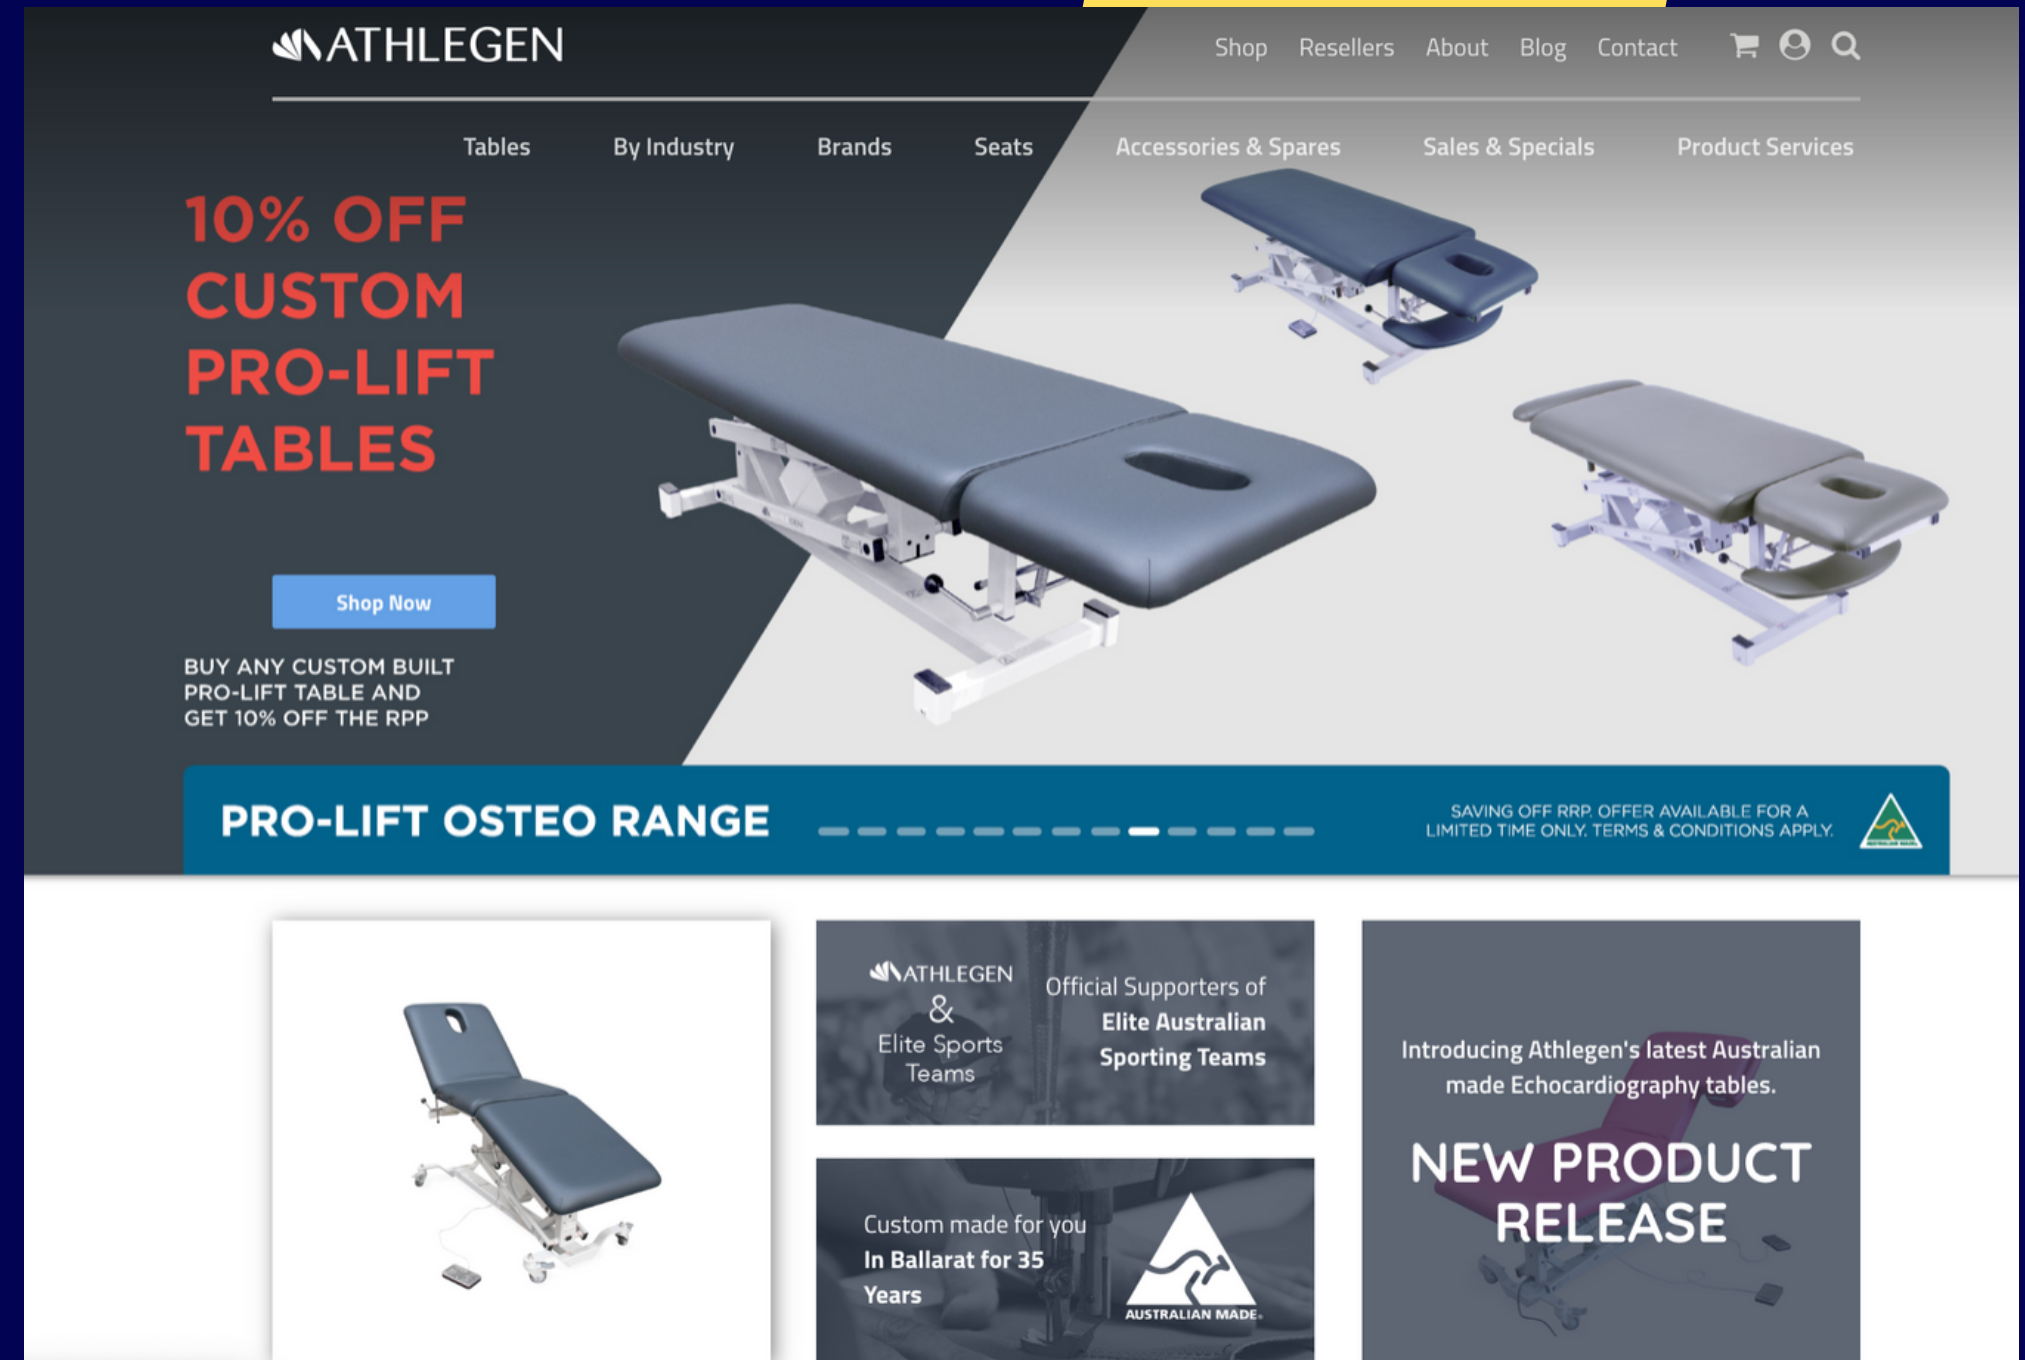 ATHLEGEN
Shop Resellers About Blog Contact
Tables By Industry Brands Seats Accessories & Spares Sales & Specials Product Services
10% OFF
CUSTOM
PRO-LIFT
TABLES
Shop Now
BUY ANY CUSTOM BUILT
PRO-LIFT TABLE AND
GET 10% OFF THE RPP
PRO-LIFT OSTEO RANGE
SAVING OFF RRP. OFFER AVAILABLE FOR A
LIMITED TIME ONLY. TERMS & CONDITIONS APPLY.
ATHLEGEN
&
Elite Sports
Teams
Official Supporters of
Elite Australian
Sporting Teams
Custom made for you
In Ballarat for 35
Years
AUSTRALIAN MADE
Introducing Athlegen's latest Australian
made Echocardiography tables.
NEW PRODUCT
RELEASE